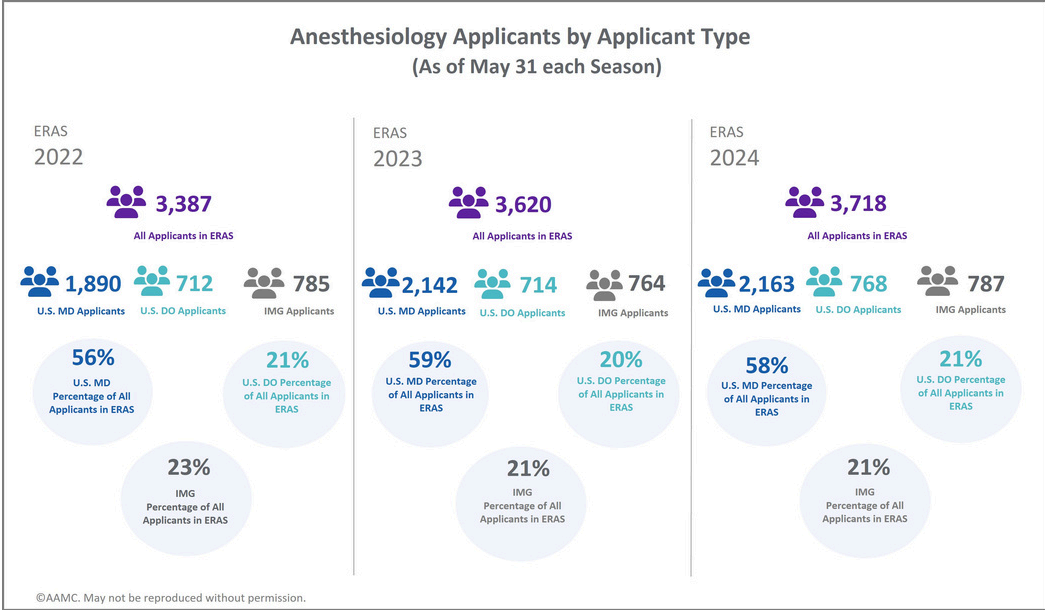 Anesthesiology Applicants by Applicant Type
(As of May 31 each Season)
ERAS
2022
3,387
All Applicants in ERAS
1,890
U.S. MD Applicants
712
U.S. DO Applicants
785
IMG Applicants
56%
U.S. MD
Percentage of All
Applicants in ERAS
21%
U.S. DO Percentage
of All Applicants in
ERAS
23%
IMG
Percentage of All
Applicants in ERAS
ERAS
2023
3,620
All Applicants in ERAS
2,142
U.S. MD Applicants
714
U.S. DO Applicants
764
IMG Applicants
59%
U.S. MD Percentage
of All Applicants in
ERAS
20%
U.S. DO Percentage
of All Applicants in
ERAS
21%
IMG
Percentage of All
Applicants in ERAS
ERAS
2024
3,718
All Applicants in ERAS
2,163
U.S. MD Applicants
768
U.S. DO Applicants
787
IMG Applicants
58%
U.S. MD Percentage
of All Applicants in
ERAS
21%
U.S. DO Percentage
of All Applicants in
ERAS
21%
IMG
Percentage of All
Applicants in ERAS
©AAMC. May not be reproduced without permission.